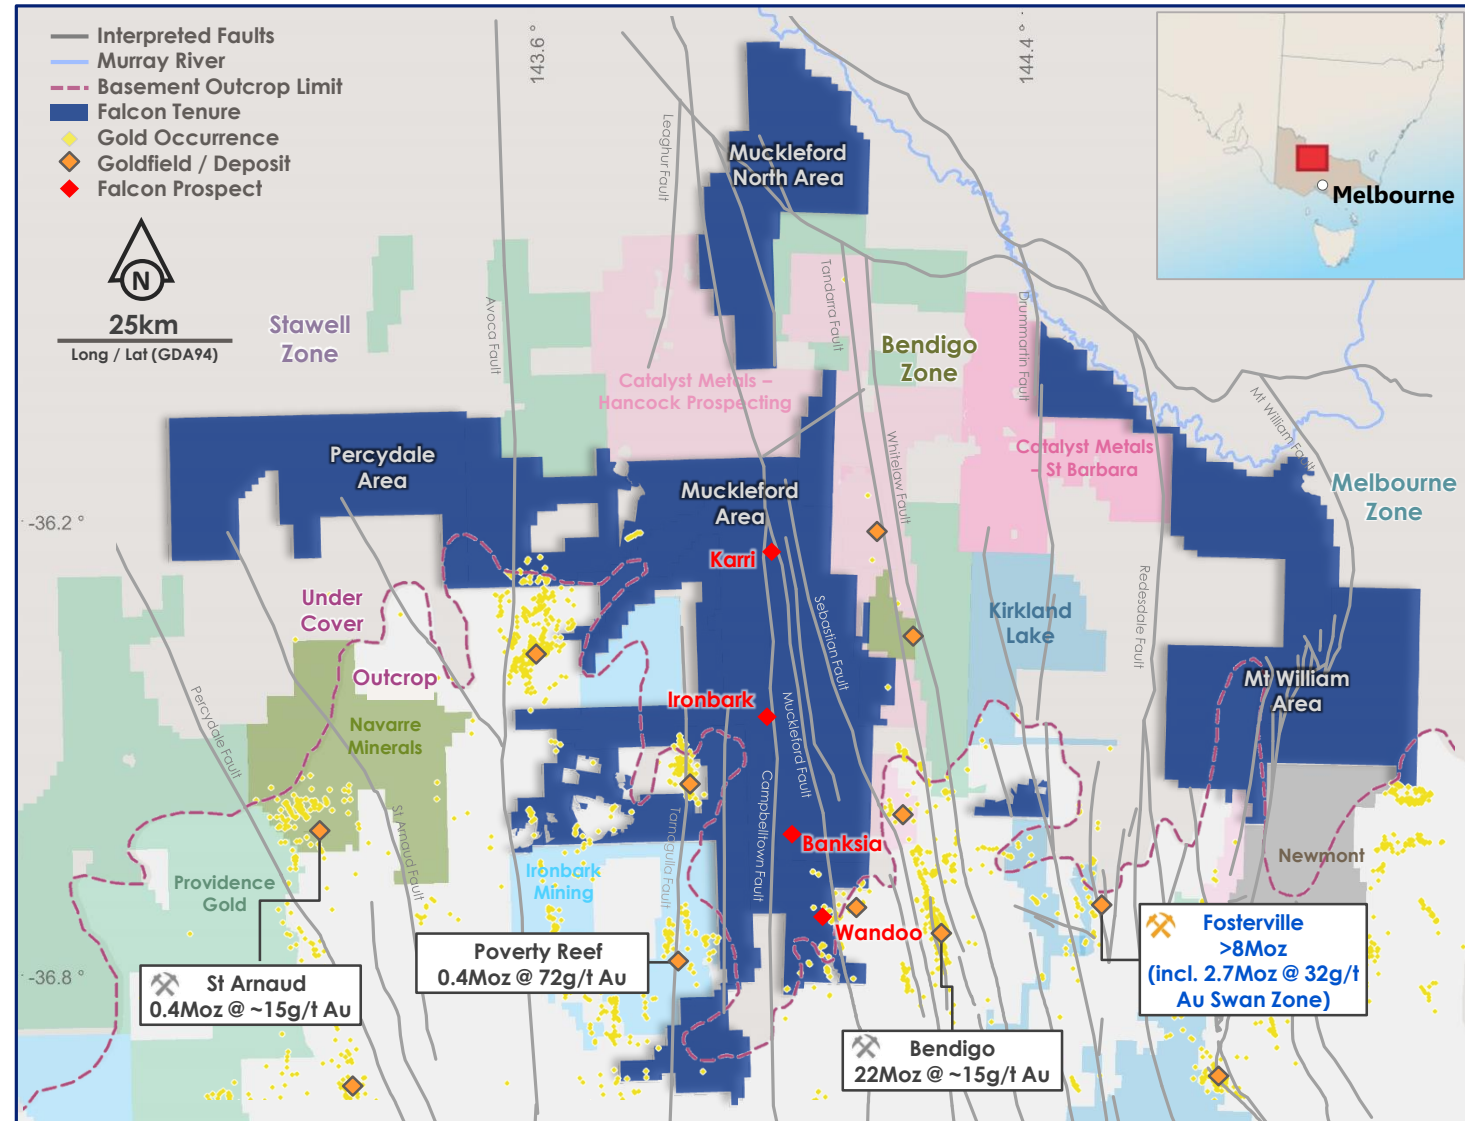 Interpreted Faults
Murray River
Basement Outcrop Limit
Falcon Tenure
Gold Occurrence
Goldfield / Deposit
Falcon Prospect
N
25km
Long / Lat (GDA94)
143.6 °
144.4 °
-36.2 °
-36.8 °
Melbourne
Muckleford
North Area
Leaghur Fault
Avoca Fault
Tandarra Fault
Drummartin Fault
Stawell
Zone
Bendigo
Zone
Catalyst Metals –
Hancock Prospecting
Mt William Fault
Catalyst Metals
- St Barbara
Whitelaw Fault
Percydale
Area
Muckleford
Area
Melbourne
Zone
Karri
Under
Cover
Outcrop
Kirkland
Lake
Redesdale Fault
Sebastian Fault
Ironbark
Mt William
Area
Percydale Fault
Navarre
Minerals
Muckleford Fault
Campbelltown Fault
St Arnaud Fault
Tarnagulla Fault
Banksia
Newmont
Providence
Gold
Ironbark
Mining
Wandoo
Poverty Reef
0.4Moz @ 72g/t Au
Fosterville
>8Moz
(incl. 2.7Moz @ 32g/t
Au Swan Zone)
St Arnaud
0.4Moz @ ~15g/t Au
Bendigo
22Moz @ ~15g/t Au